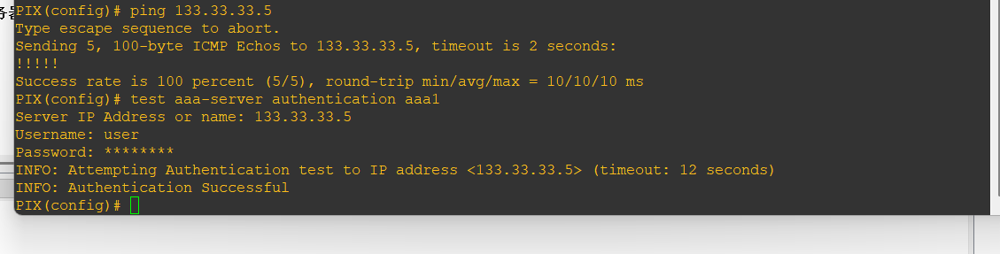 PIX(config)# ping 133.33.33.5
Type escape sequence to abort.
Sending 5, 100-byte ICMP Echos to 133.33.33.5, timeout is 2 seconds:
!!!!!
Success rate is 100 percent (5/5), round-trip min/avg/max = 10/10/10 ms
PIX(config)# test aaa-server authentication aaa1
Server IP Address or name: 133.33.33.5
Username: user
Password: ********
INFO: Attempting Authentication test to IP address <133.33.33.5> (timeout: 12 seconds)
INFO: Authentication Successful
PIX(config)#